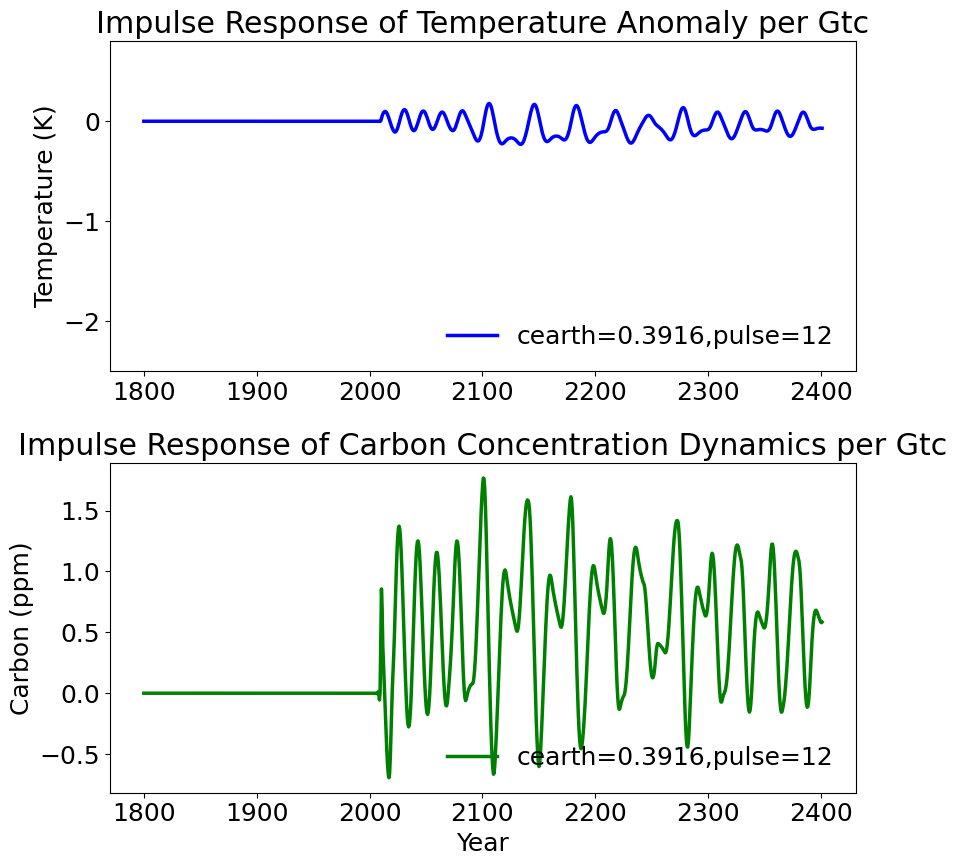 Impulse Response of Temperature Anomaly per Gtc
Temperature (K)
0
−1
−2
cearth=0.3916,pulse=12
1800 1900 2000 2100 2200 2300 2400
Impulse Response of Carbon Concentration Dynamics per Gtc
Carbon (ppm)
1.5
1.0
0.5
0.0
−0.5
cearth=0.3916,pulse=12
1800 1900 2000 2100 2200 2300 2400
Year